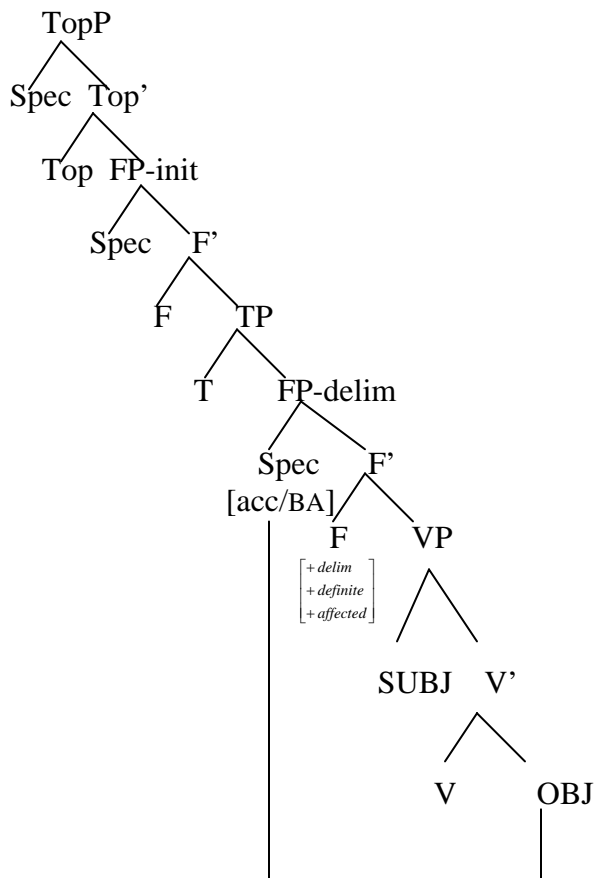 TopP
Spec Top’
Top FP-init
Spec F’
F TP
T FP-delim
Spec F’
[acc/BA]
F VP
+ delim
+ definite
+ affected
SUBJ V’
V OBJ